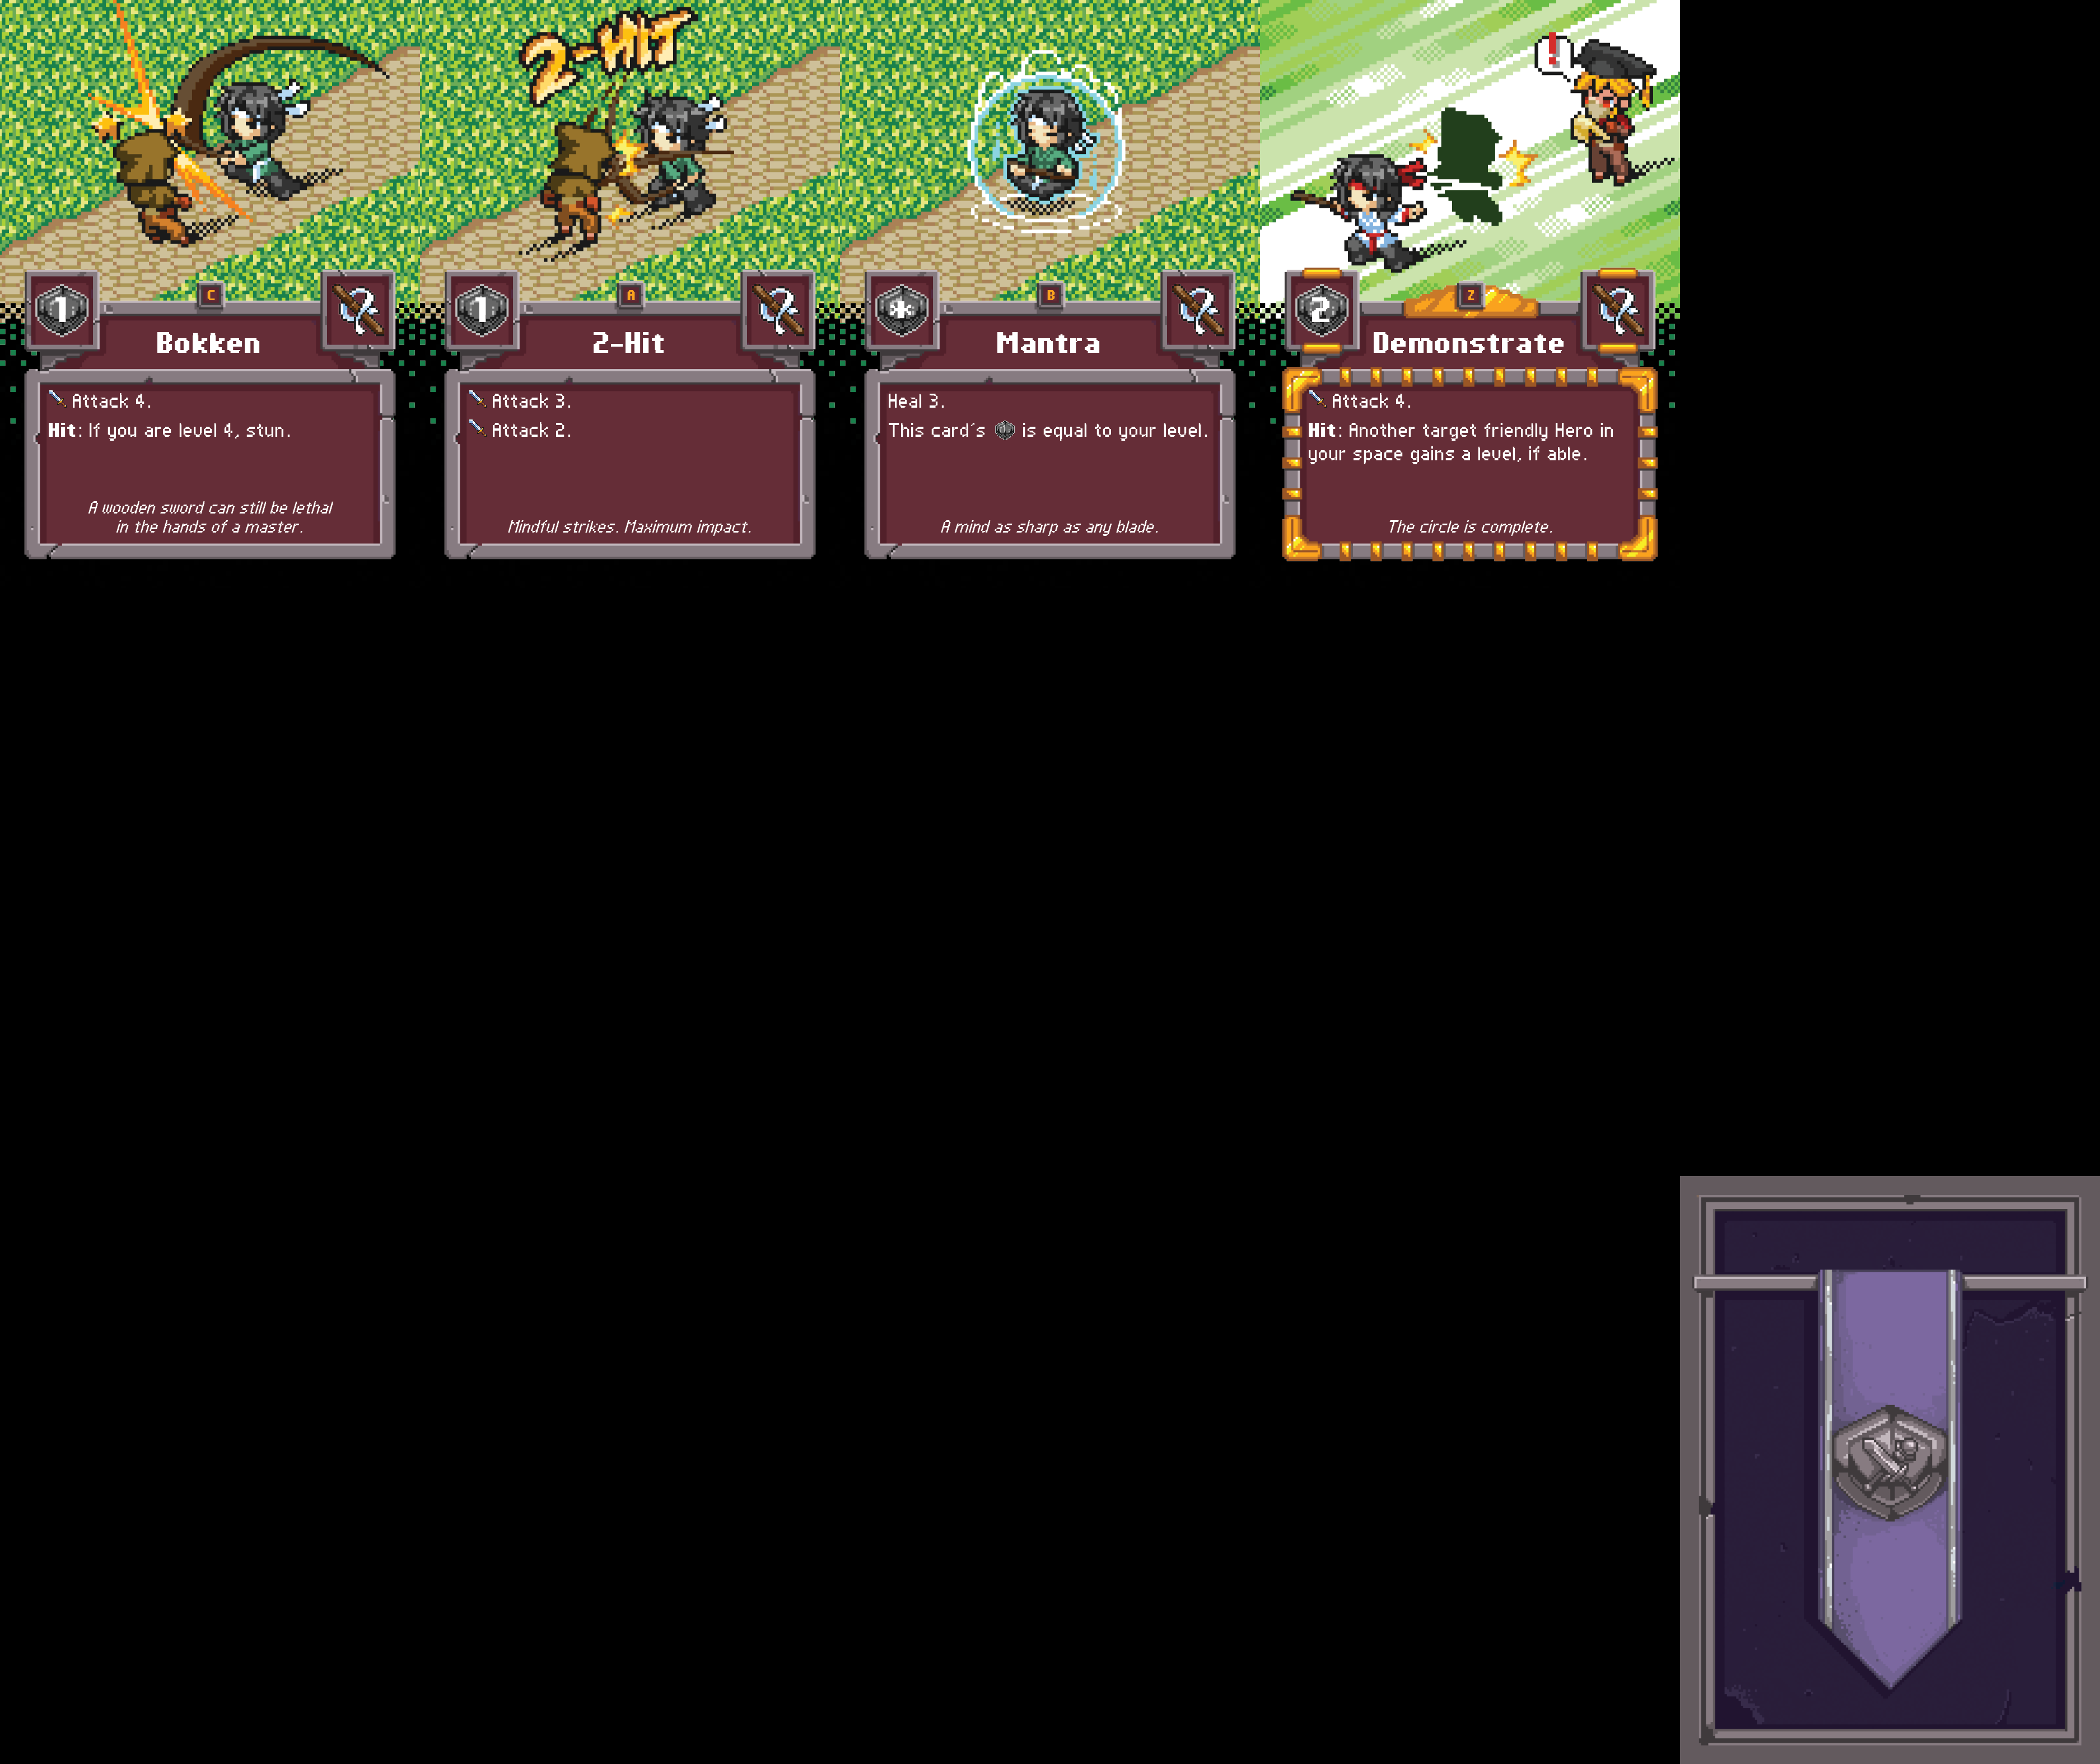 1
C
Bokken
Attack 4.
Hit: If you are level 4, stun.
A wooden sword can still be lethal
in the hands of a master.
2-HIT
1
A
2-Hit
Attack 3.
Attack 2.
Mindful strikes. Maximum impact.
*
B
Mantra
Heal 3.
This card's is equal to your level.
A mind as sharp as any blade.
!
2
Z
Demonstrate
Attack 4.
Hit: Another target friendly Hero in
your space gains a level, if able.
The circle is complete.